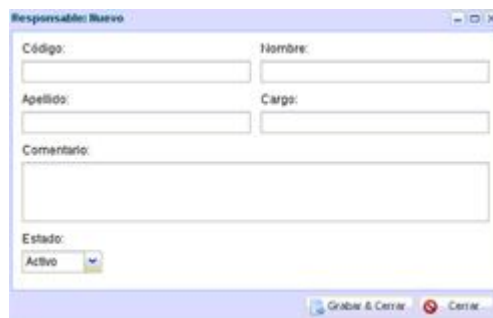 Responsable: Nuevo
Código: Nombre:
Apellido: Cargo:
Comentario:
Estado:
Activo
Grabar & Cerrar Cerrar